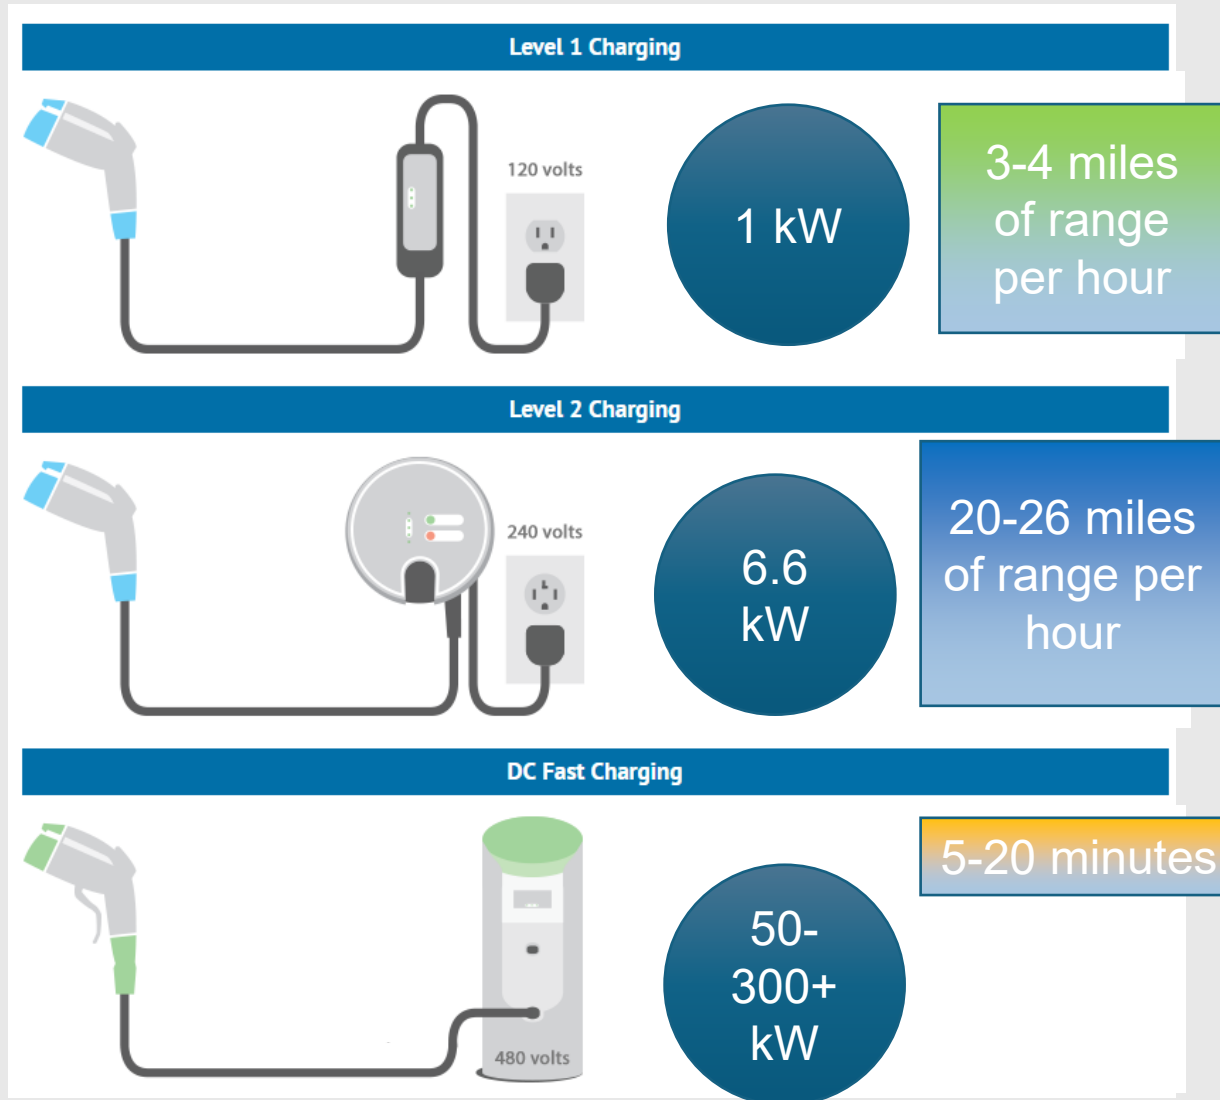 Level 1 Charging
120 volts
1 kW
3-4 miles
of range
per hour
Level 2 Charging
240 volts
6.6
kW
20-26 miles
of range per
hour
DC Fast Charging
480 volts
50-
300+
kW
5-20 minutes